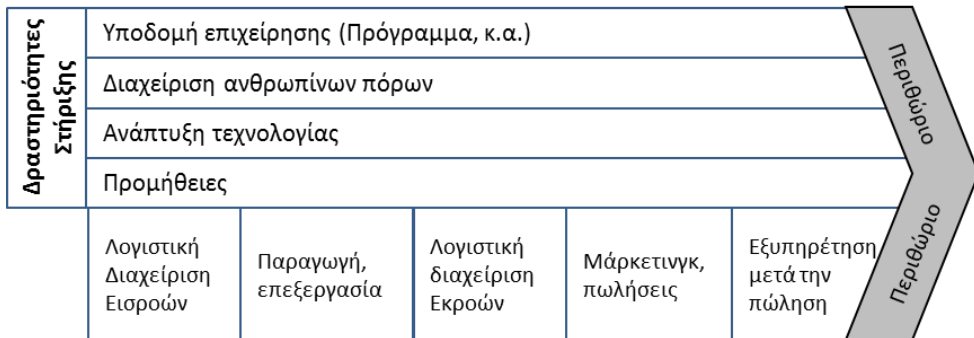 Δραστηριότητες
Στήριξης
Υποδομή επιχείρησης (Πρόγραμμα, κ.α.)
Διαχείριση ανθρωπίνων πόρων
Ανάπτυξη τεχνολογίας
Προμήθειες
Περιθώριο
Περιθώριο
Λογιστική
Διαχείριση
Εισροών
Παραγωγή,
επεξεργασία
Λογιστική
διαχείριση
Εκροών
Μάρκετινγκ,
πωλήσεις
Εξυπηρέτηση
μετά την
πώληση